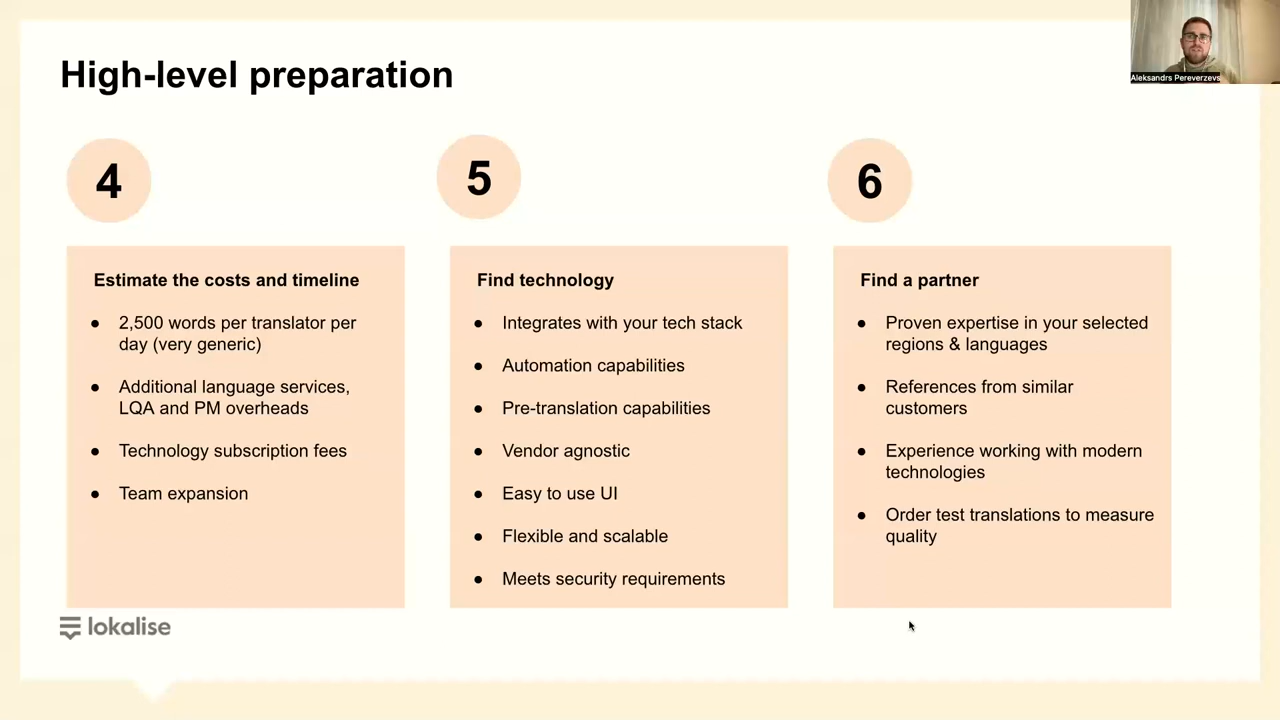 High-level preparation
Aleksandrs Pereverzevs
4
Estimate the costs and timeline
● 2,500 words per translator per
day (very generic)
● Additional language services,
LQA and PM overheads
● Technology subscription fees
● Team expansion
5
Find technology
● Integrates with your tech stack
● Automation capabilities
● Pre-translation capabilities
● Vendor agnostic
● Easy to use UI
● Flexible and scalable
● Meets security requirements
6
Find a partner
● Proven expertise in your selected
regions & languages
● References from similar
customers
● Experience working with modern
technologies
● Order test translations to measure
quality
lokalise